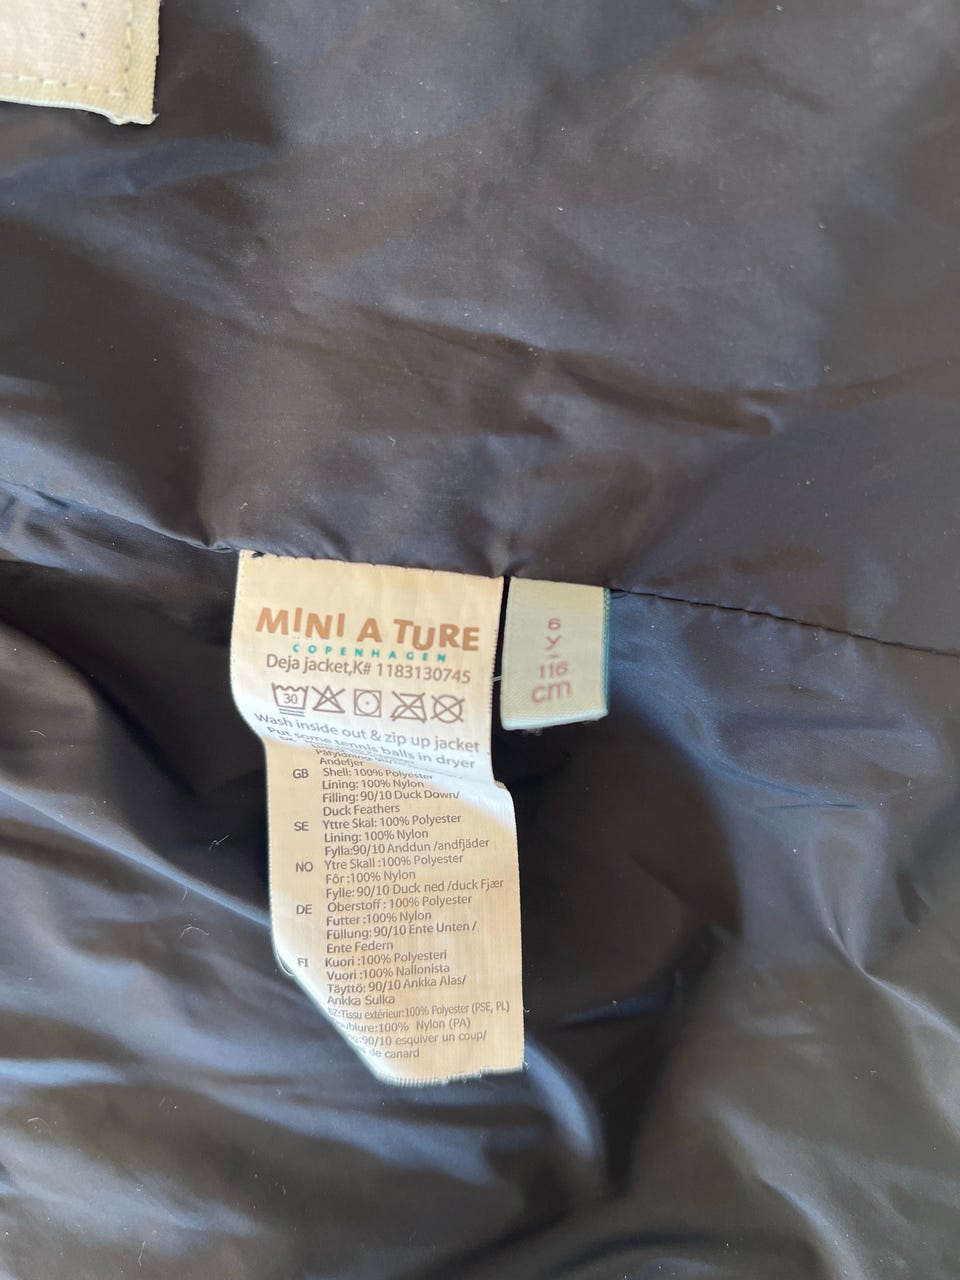 MINI A TURE
COPENHAGEN
Deja jacket,K# 1183130745
30
Wash inside out & zip up jacket
Put some tennis balls in dryer
Andefjer
GB Shell: 100% Polyester
Lining: 100% Nylon
Filling: 90/10 Duck Down/
Duck Feathers
SE Yttre Skal: 100% Polyester
Lining: 100% Nylon
Fylla:90/10 Anddun /andfjäder
NO Ytre Skall :100% Polyester
Fôr :100% Nylon
Fylle: 90/10 Duck ned /duck Fjær
DE Oberstoff : 100% Polyester
Futter :100% Nylon
Füllung: 90/10 Ente Unten /
Ente Federn
FI Kuori :100% Polyesteri
Vuori :100% Nallonista
Täyttö: 90/10 Ankka Alas/
Ankka Sulka
Tissu extérieur:100% Polyester (PSE, PL)
100% Nylon (PA)
:90/10 esquiver un coup/
de canard
6
y
-
116
cm